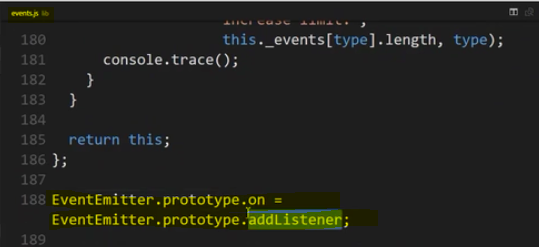 events.js lib
increase limit.',
180 this._events[type].length, type);
181 console.trace();
182 }
183 }
184
185 return this;
186 };
187
188 EventEmitter.prototype.on =
EventEmitter.prototype.addListener;
189